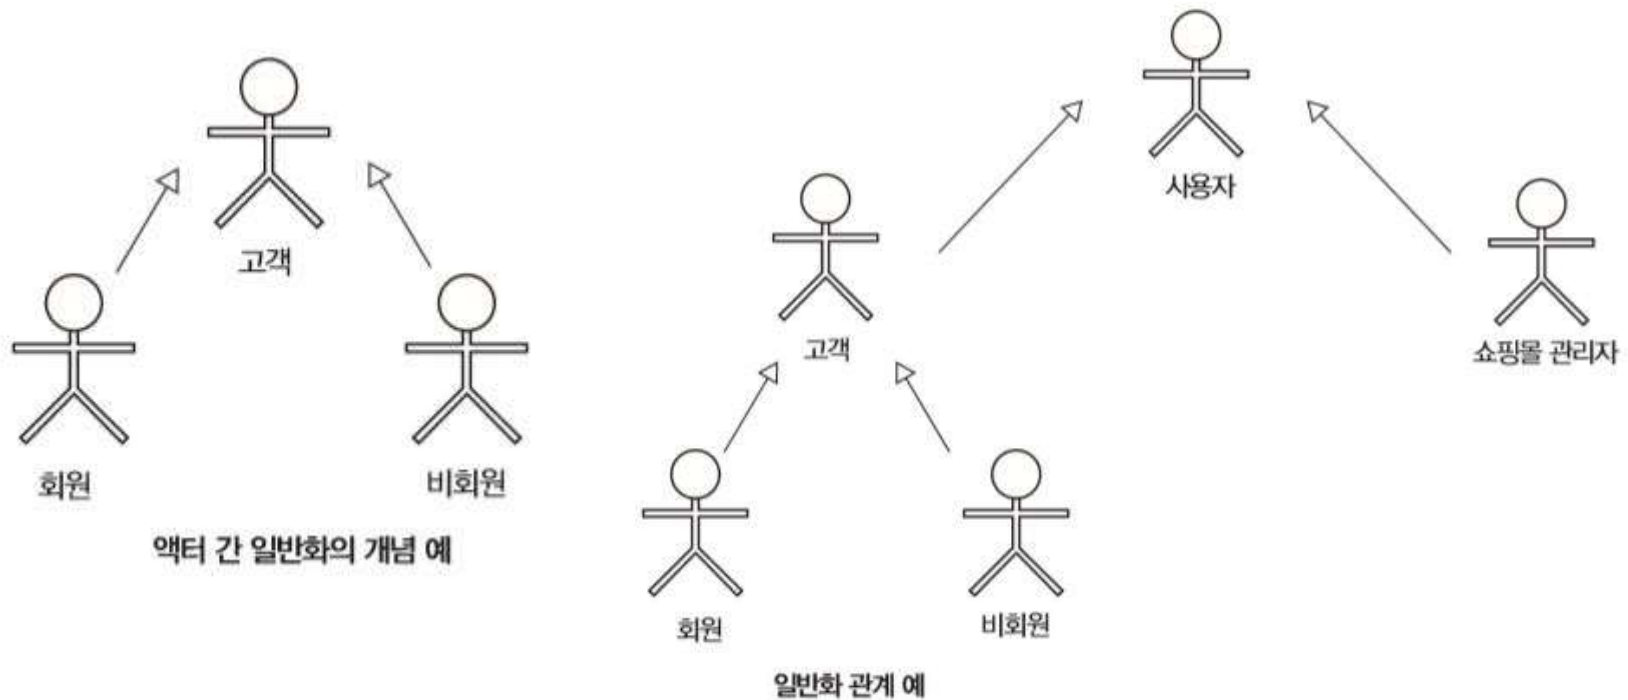 고객
회원
비회원
액터 간 일반화의 개념 예
사용자
고객
쇼핑몰 관리자
회원
비회원
일반화 관계 예